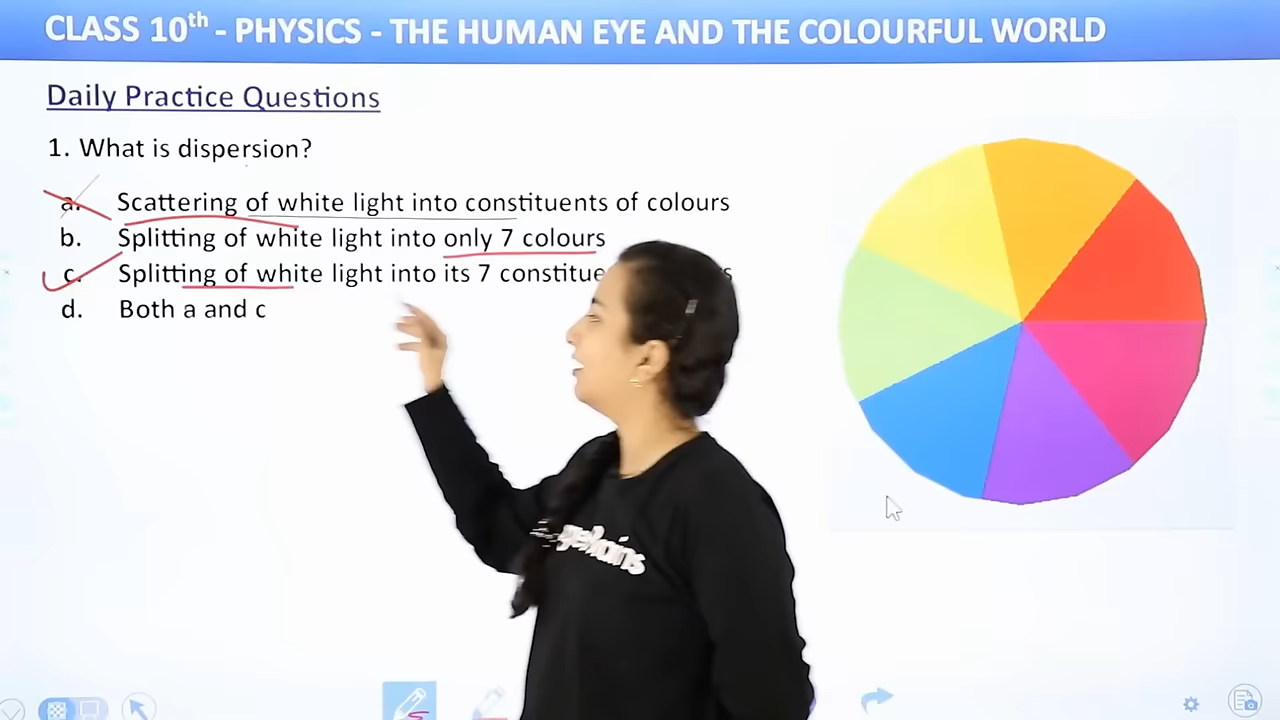 CLASS 10th - PHYSICS - THE HUMAN EYE AND THE COLOURFUL WORLD
Daily Practice Questions
1. What is dispersion?
a. Scattering of white light into constituents of colours
b. Splitting of white light into only 7 colours
c. Splitting of white light into its 7
d. Both a and c